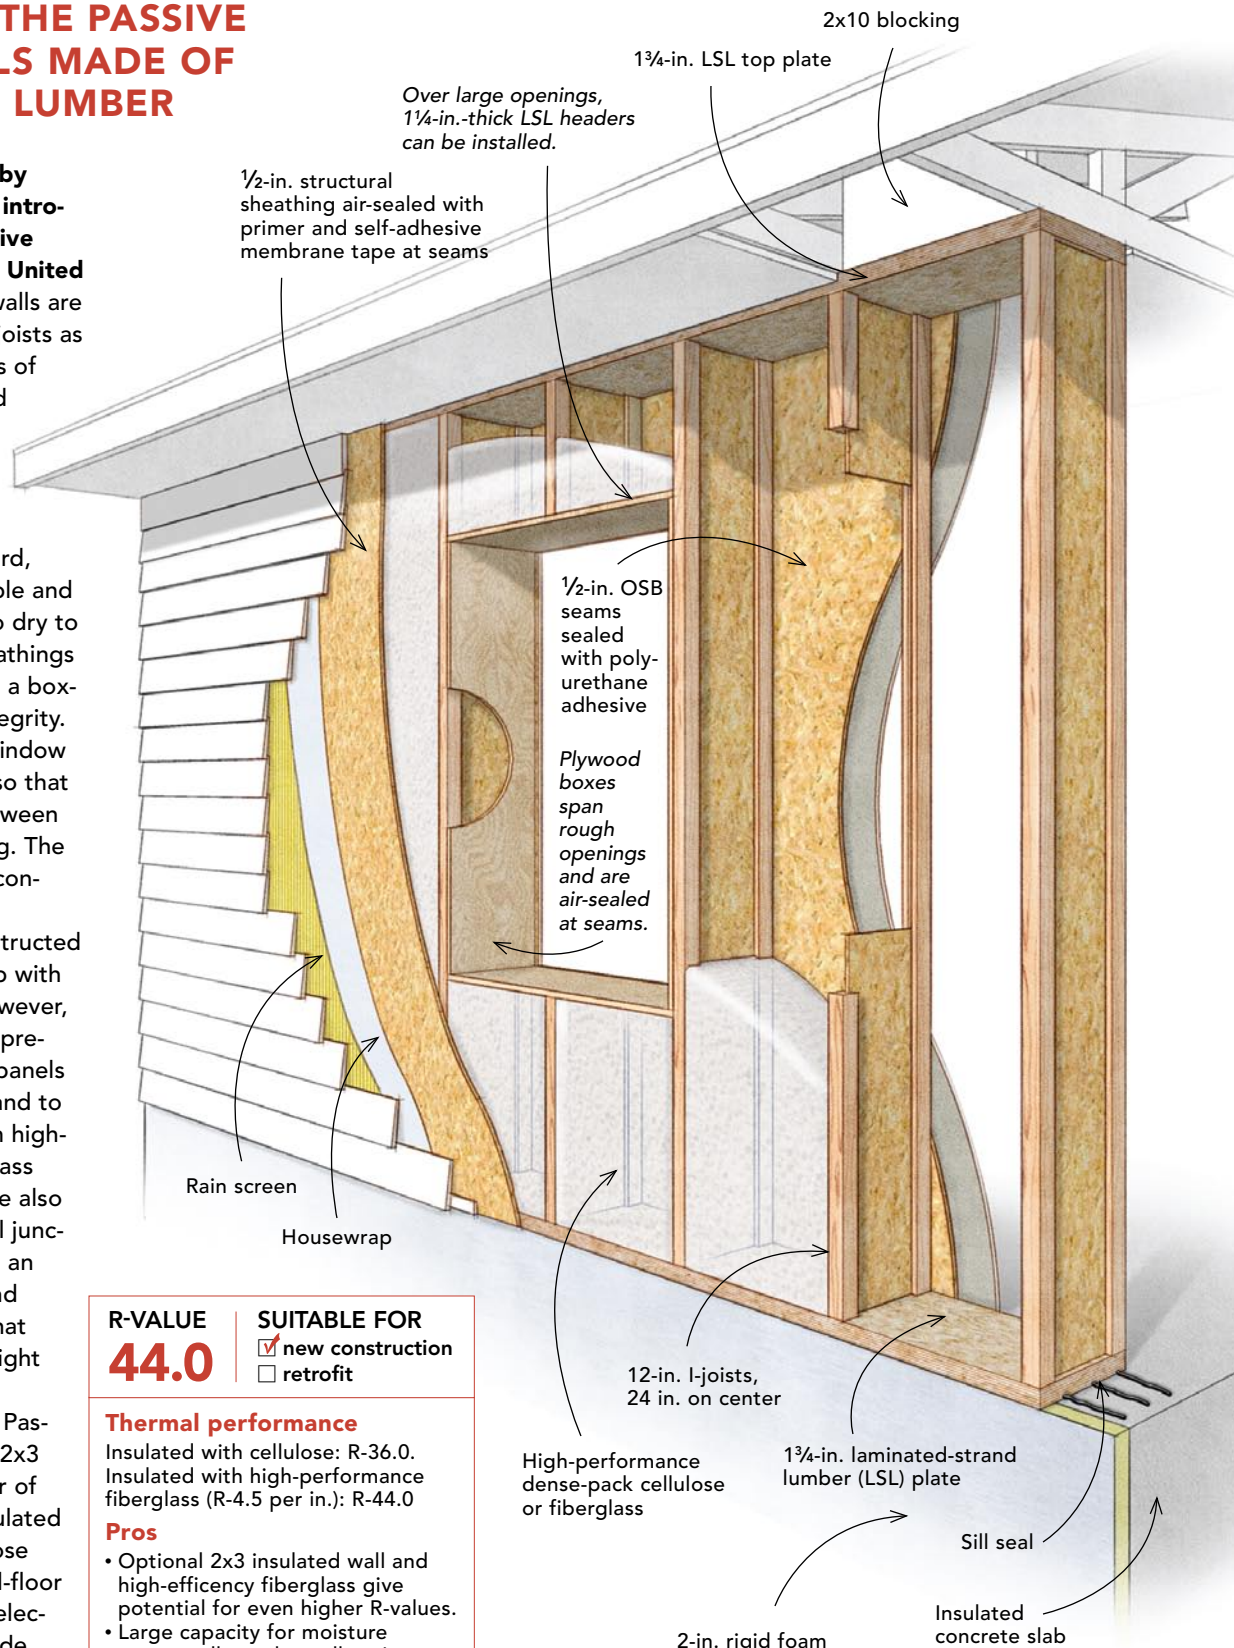 THE PASSIVE
LS MADE OF
LUMBER
by
intro-
ive
United
walls are
oists as
s of
d
rd,
ole and
o dry to
athings
a box-
egrity.
indow
so that
ween
g. The
con-
structed
o with
wever,
pre-
panels
and to
n high-
ass
e also
l junc-
an
nd
hat
ight
Pas-
2x3
r of
ulated
ose
d-floor
elec-
de
2x10 blocking
1¾-in. LSL top plate
Over large openings,
1¼-in.-thick LSL headers
can be installed.
½-in. structural
sheathing air-sealed with
primer and self-adhesive
membrane tape at seams
½-in. OSB
seams
sealed
with poly-
urethane
adhesive
Plywood
boxes
span
rough
openings
and are
air-sealed
at seams.
Rain screen
Housewrap
12-in. I-joists,
24 in. on center
High-performance
dense-pack cellulose
or fiberglass
1¾-in. laminated-strand
lumber (LSL) plate
Sill seal
Insulated
concrete slab
2-in. rigid foam
R-VALUE
44.0
SUITABLE FOR
new construction
retrofit
Thermal performance
Insulated with cellulose: R-36.0.
Insulated with high-performance
fiberglass (R-4.5 per in.): R-44.0
Pros
• Optional 2x3 insulated wall and
high-efficency fiberglass give
potential for even higher R-values.
• Large capacity for moisture